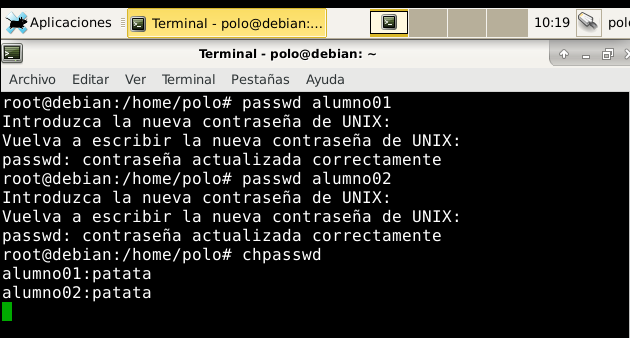 Aplicaciones Terminal - polo@debian:... 10:19 polo
Terminal - polo@debian: ~
Archivo Editar Ver Terminal Pestañas Ayuda
root@debian:/home/polo# passwd alumno01
Introduzca la nueva contraseña de UNIX:
Vuelva a escribir la nueva contraseña de UNIX:
passwd: contraseña actualizada correctamente
root@debian:/home/polo# passwd alumno02
Introduzca la nueva contraseña de UNIX:
Vuelva a escribir la nueva contraseña de UNIX:
passwd: contraseña actualizada correctamente
root@debian:/home/polo# chpasswd
alumno01:patata
alumno02:patata